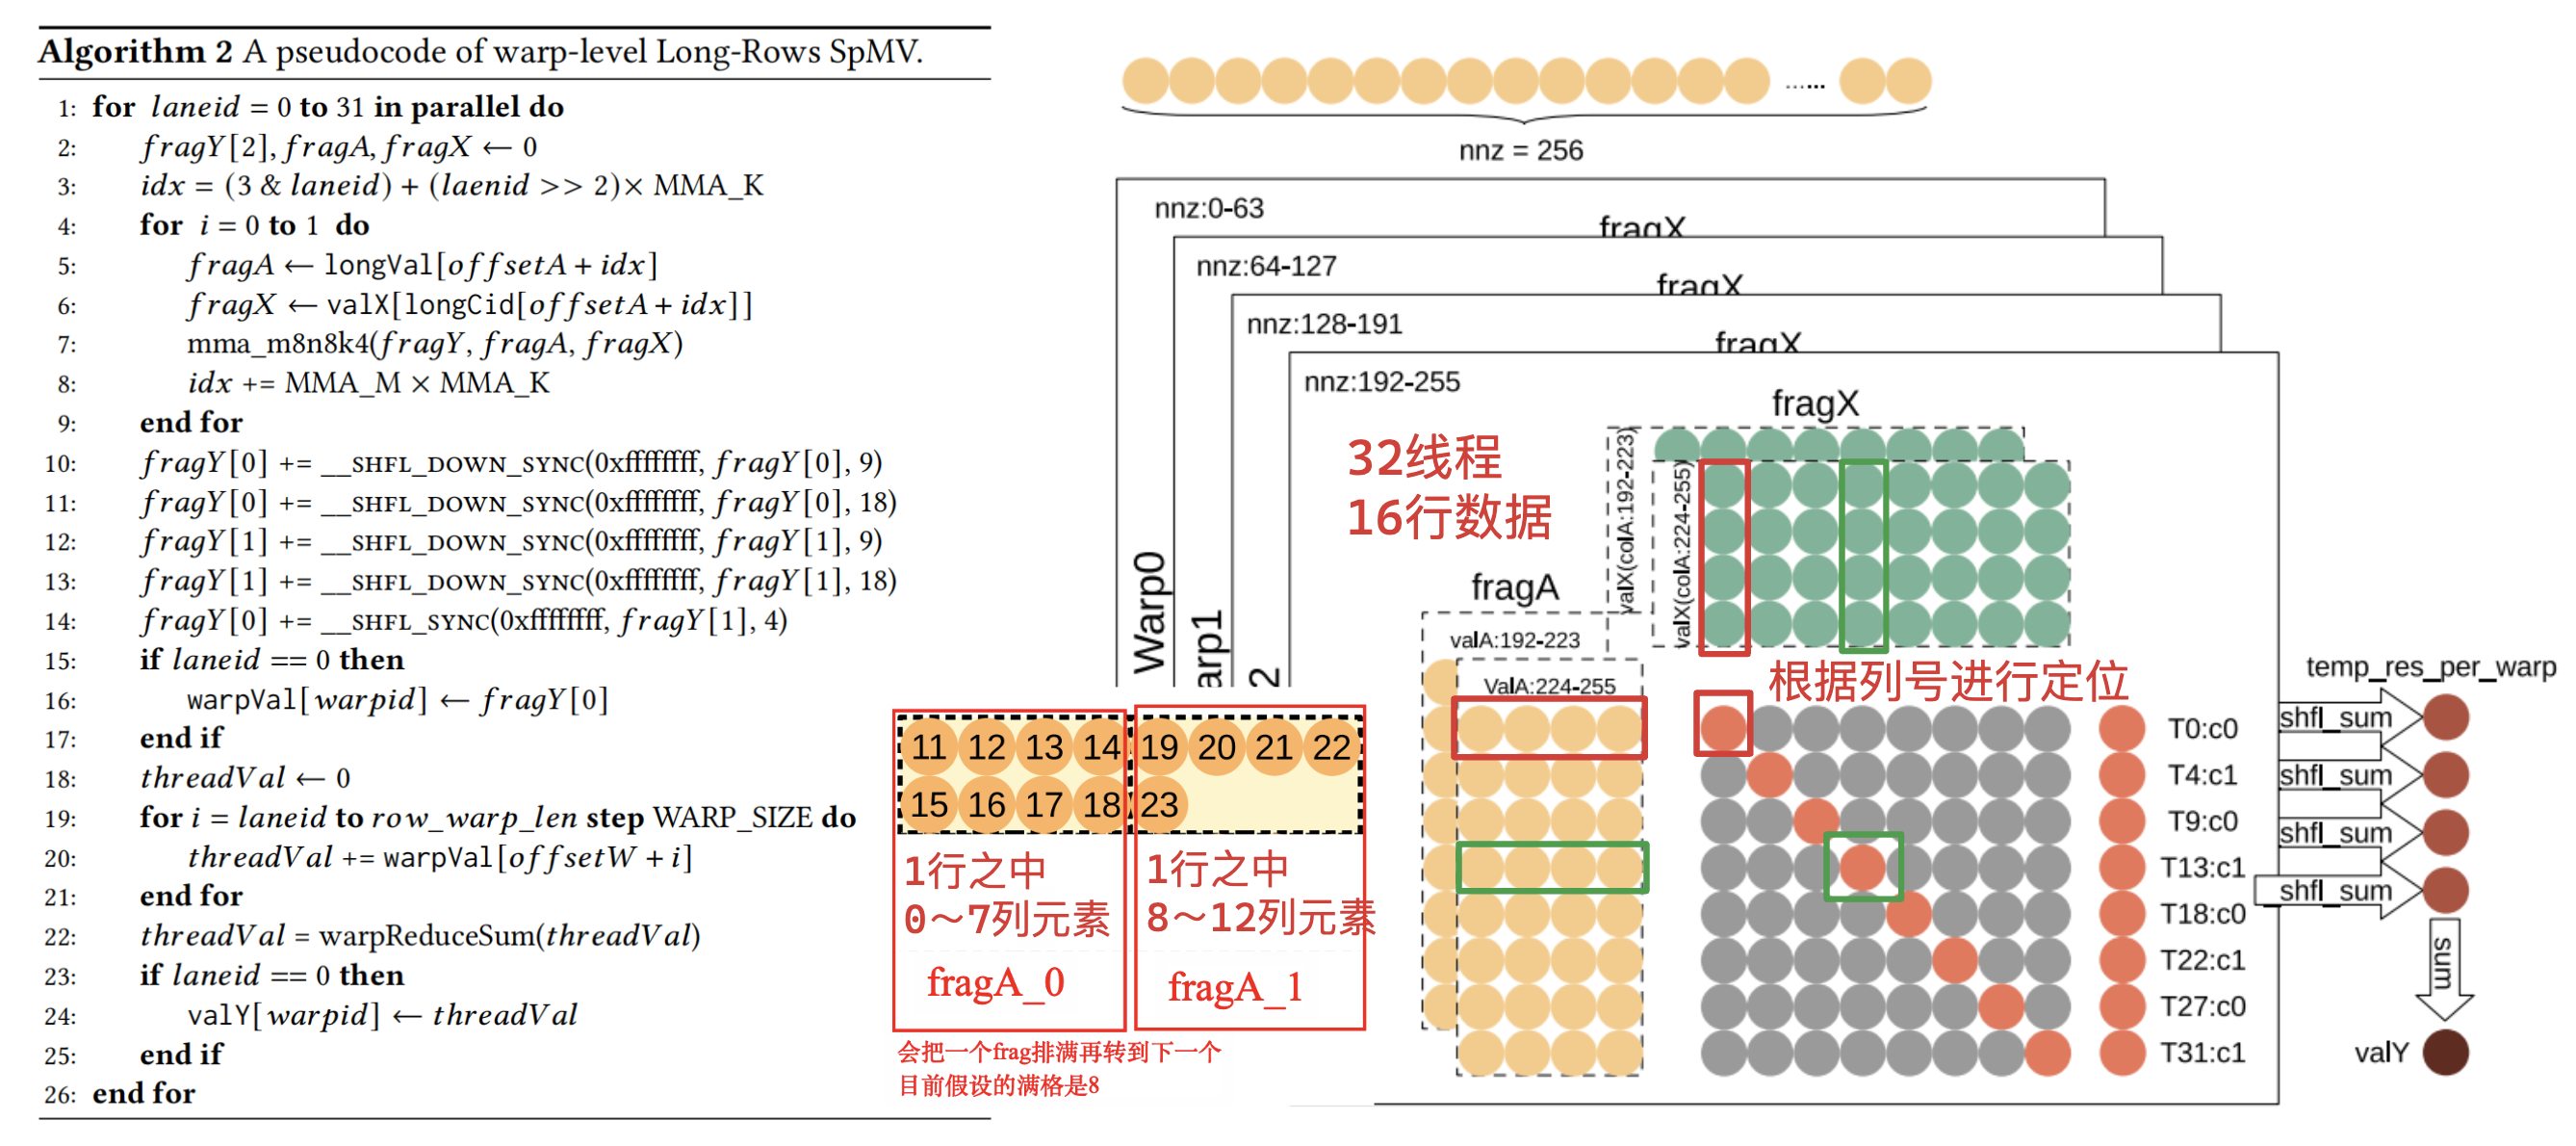 Algorithm 2 A pseudocode of warp-level Long-Rows SpMV.
1: for laneid = 0 to 31 in parallel do
2: fragY[2], fragA, fragX ← 0
3: idx = (3 & laneid) + (laenid >> 2)× MMA_K
4: for i = 0 to 1 do
5: fragA ← longVal[offsetA + idx]
6: fragX ← valX[longCid[offsetA + idx]]
7: mma_m8n8k4(fragY, fragA, fragX)
8: idx += MMA_M × MMA_K
9: end for
10: fragY[0] += __SHFL_DOWN_SYNC(0xffffffff, fragY[0], 9)
11: fragY[0] += __SHFL_DOWN_SYNC(0xffffffff, fragY[0], 18)
12: fragY[1] += __SHFL_DOWN_SYNC(0xffffffff, fragY[1], 9)
13: fragY[1] += __SHFL_DOWN_SYNC(0xffffffff, fragY[1], 18)
14: fragY[0] += __SHFL_SYNC(0xffffffff, fragY[1], 4)
15: if laneid == 0 then
16: warpVal[warpid] ← fragY[0]
17: end if
18: threadVal ← 0
19: for i = laneid to row_warp_len step WARP_SIZE do
20: threadVal += warpVal[offsetW + i]
21: end for
22: threadVal = warpReduceSum(threadVal)
23: if laneid == 0 then
24: valY[warpid] ← threadVal
25: end if
26: end for
......
nnz = 256
nnz:0-63
fragX
nnz:64-127
fragX
nnz:128-191
fragX
nnz:192-255
fragX
Warp0
arp1
2
32线程
16行数据
valX(colA:192-223)
valX(colA:224-255)
fragA
valA:192-223
ValA:224-255
根据列号进行定位
11 12 13 14 19 20 21 22
15 16 17 18 23
1行之中
0～7列元素
fragA_0
1行之中
8～12列元素
fragA_1
会把一个frag排满再转到下一个
目前假设的满格是8
T0:c0
T4:c1
T9:c0
T13:c1
T18:c0
T22:c1
T27:c0
T31:c1
temp_res_per_warp
shfl_sum
shfl_sum
shfl_sum
shfl_sum
sum
valY